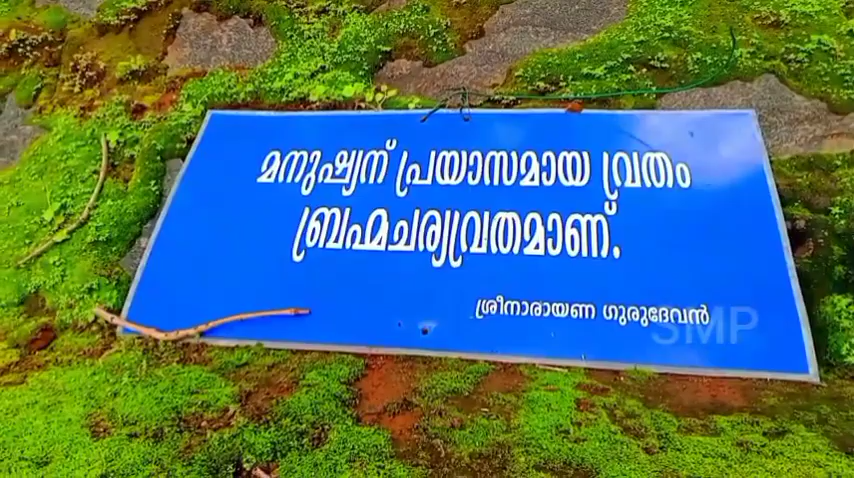 മനുഷ്യന് പ്രയാസമായ വ്രതം
ബ്രഹ്മചര്യവ്രതമാണ്.
ശ്രീനാരായണ ഗുരുദേവൻ
SMP